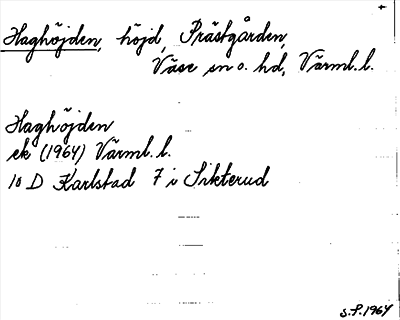 Haghöjden, höjd, Prästgården,
Väse sn o. hd, Värml. l.
Haghöjden
ek (1964) Värml. l.
10 D Karlstad 7 i Sikterud
S.F. 1964